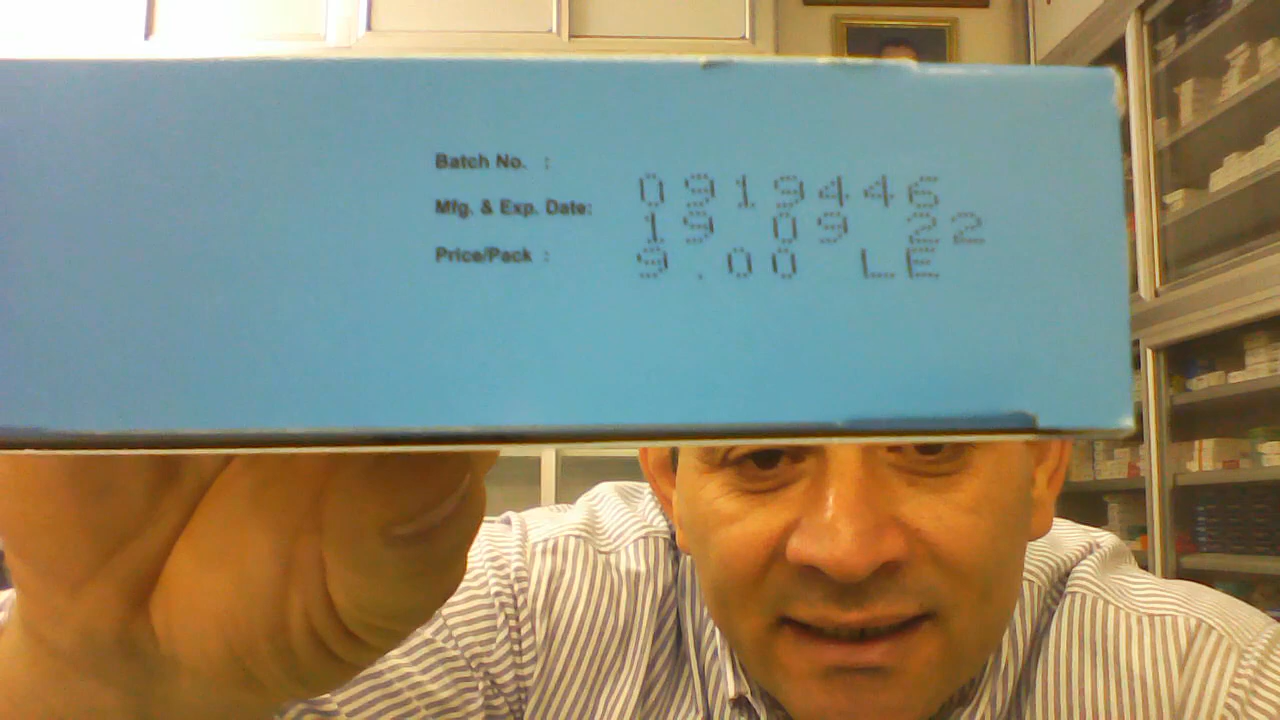 Batch No. :
0919446
Mfg. & Exp. Date:
19 09 22
Price/Pack :
9.00 LE